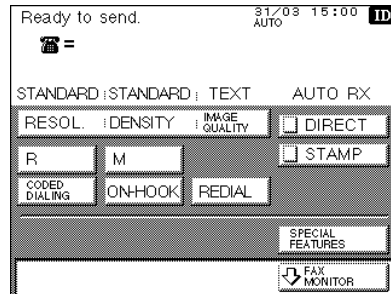 Ready to send.
31/03 15:00 ID
AUTO
=
STANDARD STANDARD TEXT AUTO RX
RESOL. DENSITY IMAGE QUALITY
DIRECT
R M
STAMP
CODED DIALING
ON-HOOK
REDIAL
SPECIAL FEATURES
FAX MONITOR